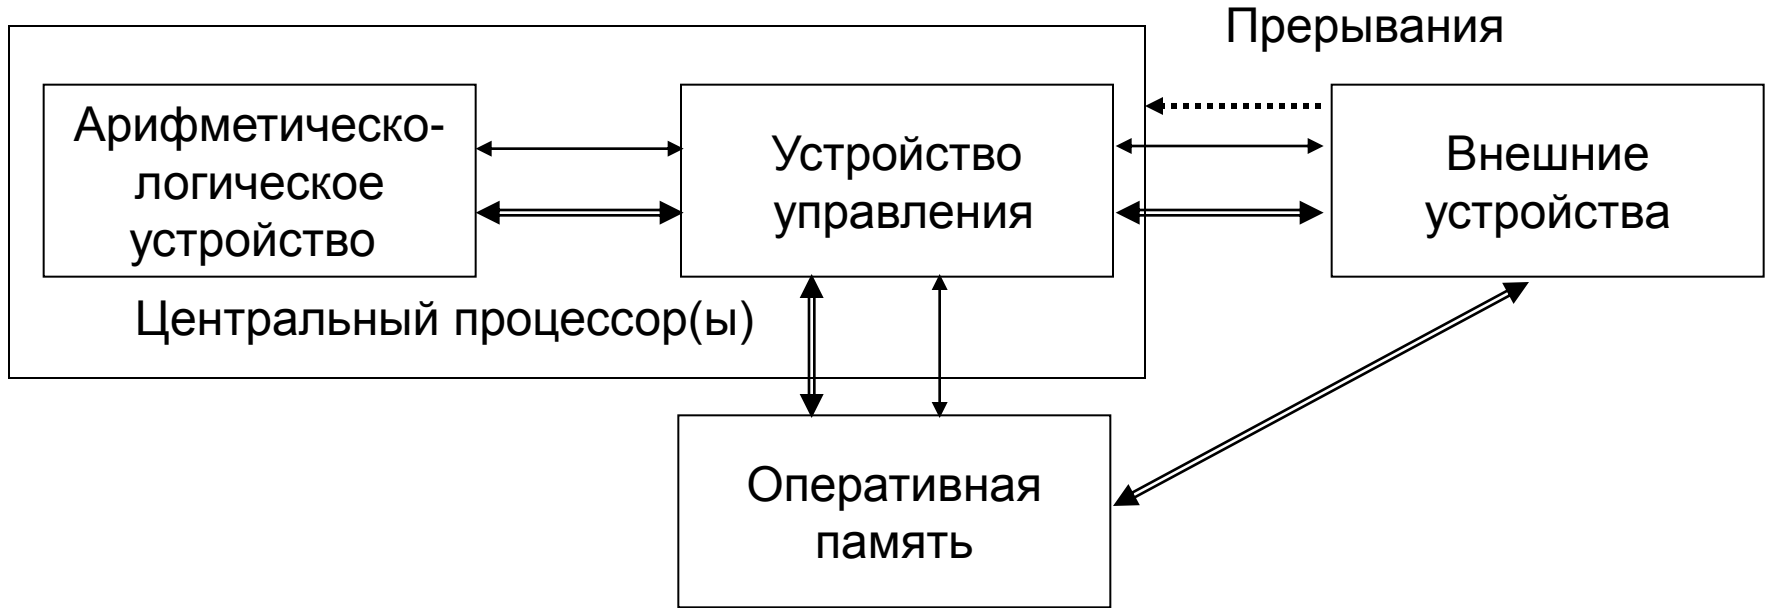 Прерывания
Арифметическо-
логическое
устройство
Устройство
управления
Внешние
устройства
Центральный процессор(ы)
Оперативная
память